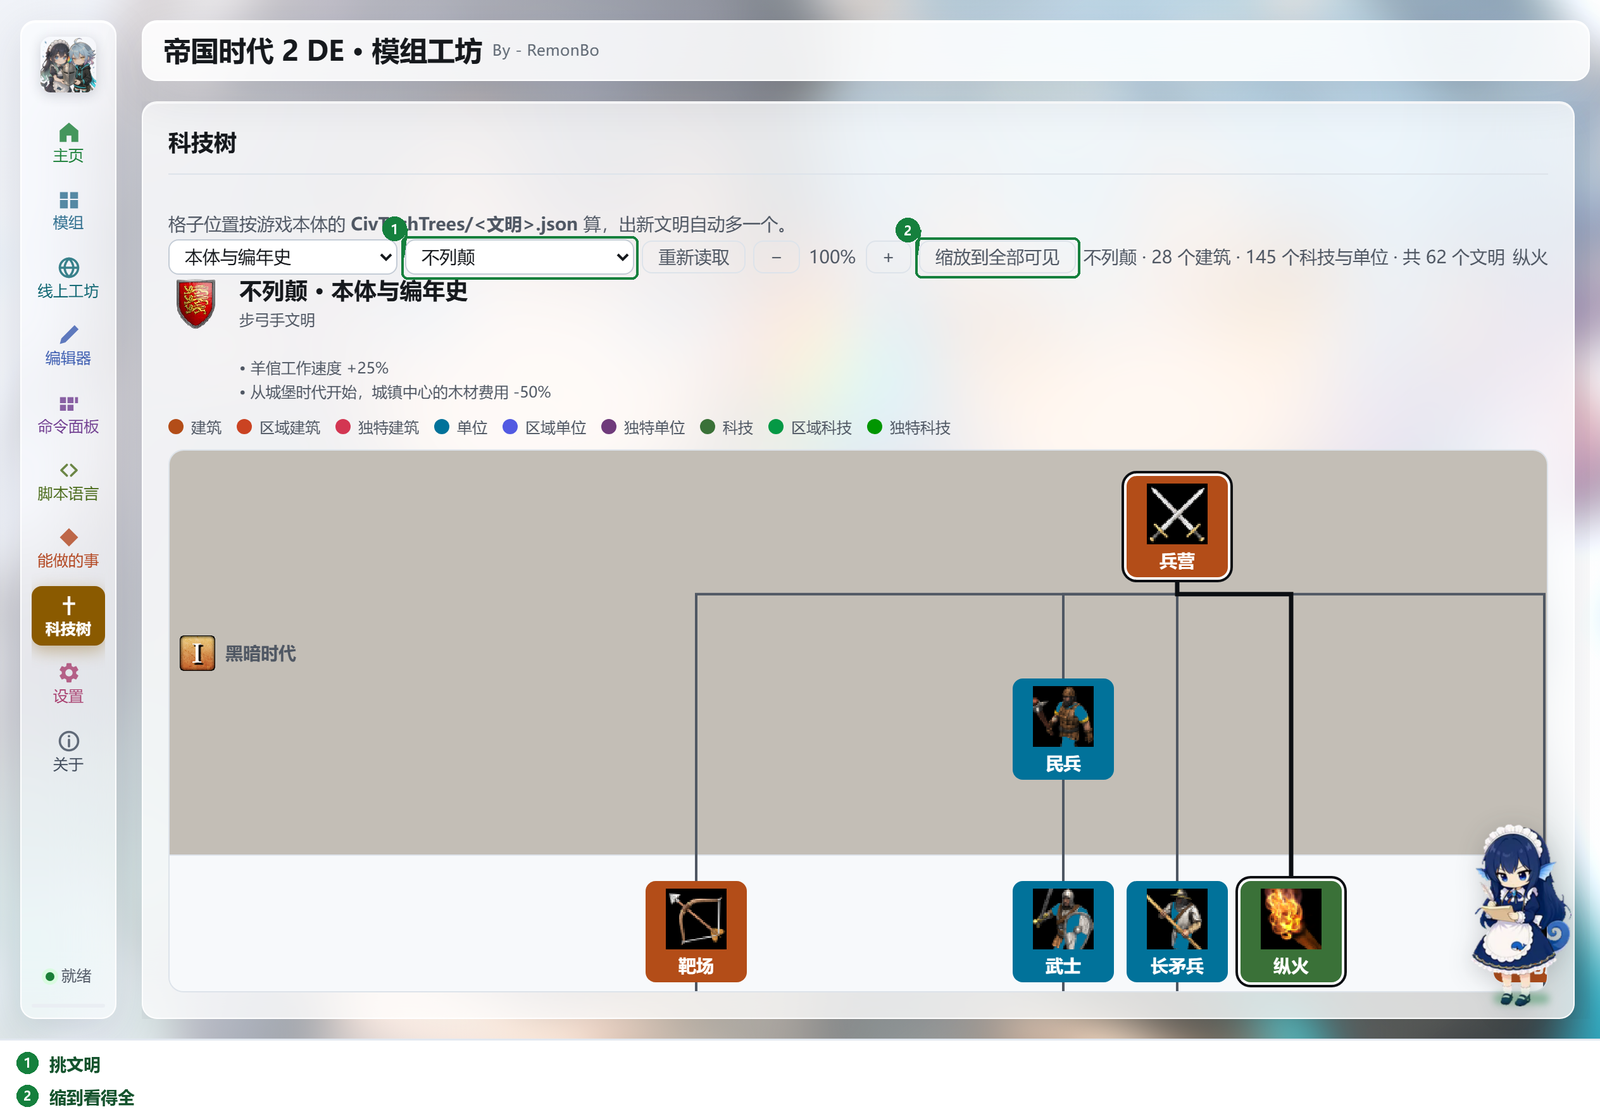 帝国时代 2 DE • 模组工坊 By - RemonBo
主页
模组
线上工坊
编辑器
命令面板
脚本语言
能做的事
科技树
设置
关于
就绪
科技树
格子位置按游戏本体的 CivTechTrees/<文明>.json 算，出新文明自动多一个。
1
2
本体与编年史 不列颠 重新读取 − 100% + 缩放到全部可见 不列颠 · 28 个建筑 · 145 个科技与单位 · 共 62 个文明 纵火
不列颠 • 本体与编年史
步弓手文明
• 羊倌工作速度 +25%
• 从城堡时代开始，城镇中心的木材费用 -50%
建筑 区域建筑 独特建筑 单位 区域单位 独特单位 科技 区域科技 独特科技
兵营
I 黑暗时代
民兵
靶场 武士 长矛兵 纵火
1 挑文明
2 缩到看得全